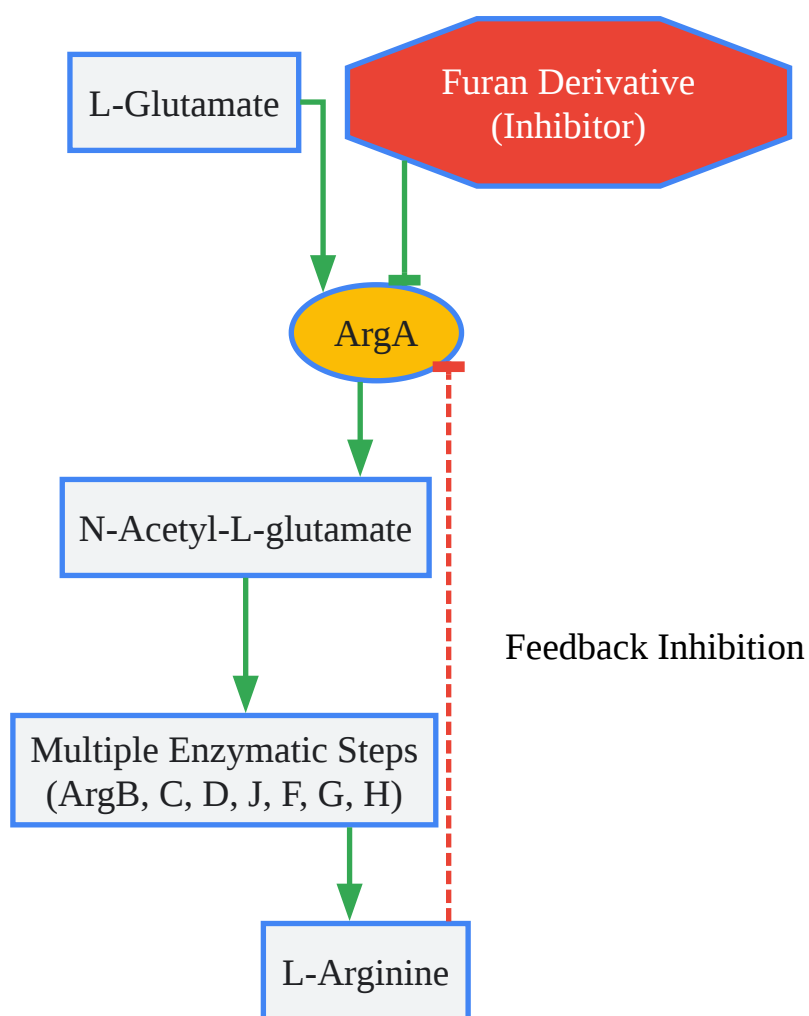 L-Glutamate
Furan Derivative
(Inhibitor)
ArgA
N-Acetyl-L-glutamate
Feedback Inhibition
Multiple Enzymatic Steps
(ArgB, C, D, J, F, G, H)
L-Arginine